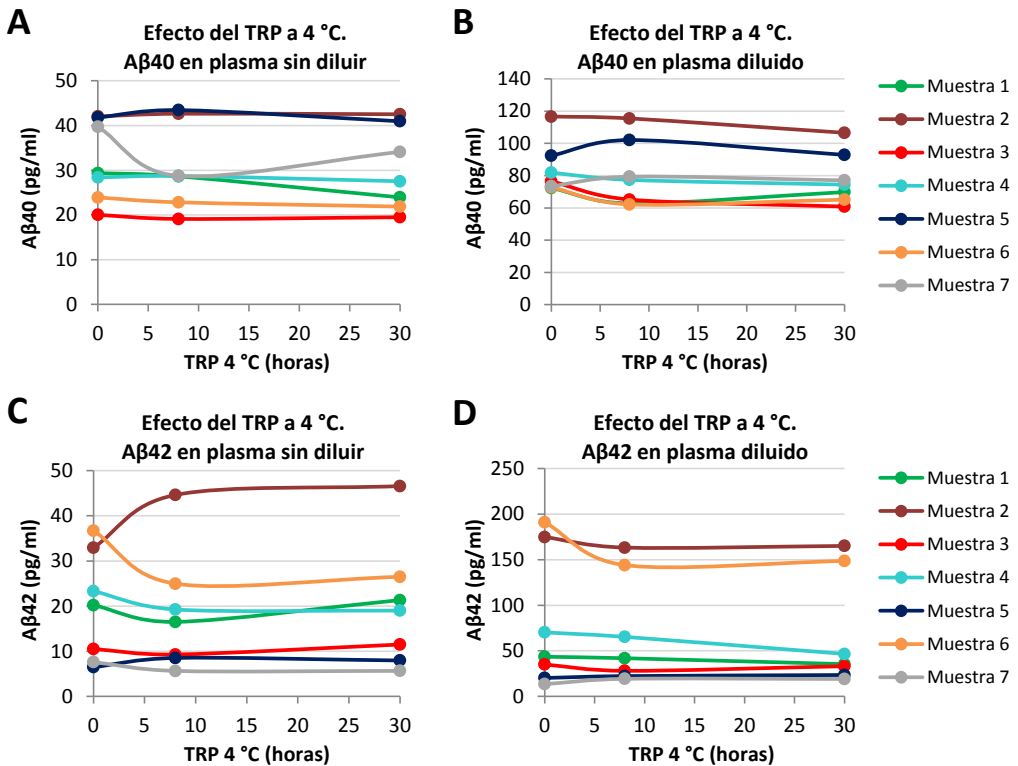 A
Efecto del TRP a 4 °C.
Aβ40 en plasma sin diluir
Aβ40 (pg/ml)
50
40
30
20
10
0
0 5 10 15 20 25 30
TRP 4 °C (horas)
B
Efecto del TRP a 4 °C.
Aβ40 en plasma diluido
Aβ40 (pg/ml)
140
120
100
80
60
40
20
0
0 5 10 15 20 25 30
TRP 4 °C (horas)
Muestra 1
Muestra 2
Muestra 3
Muestra 4
Muestra 5
Muestra 6
Muestra 7
C
Efecto del TRP a 4 °C.
Aβ42 en plasma sin diluir
Aβ42 (pg/ml)
50
40
30
20
10
0
0 5 10 15 20 25 30
TRP 4 °C (horas)
D
Efecto del TRP a 4 °C.
Aβ42 en plasma diluido
Aβ42 (pg/ml)
250
200
150
100
50
0
0 5 10 15 20 25 30
TRP 4 °C (horas)
Muestra 1
Muestra 2
Muestra 3
Muestra 4
Muestra 5
Muestra 6
Muestra 7